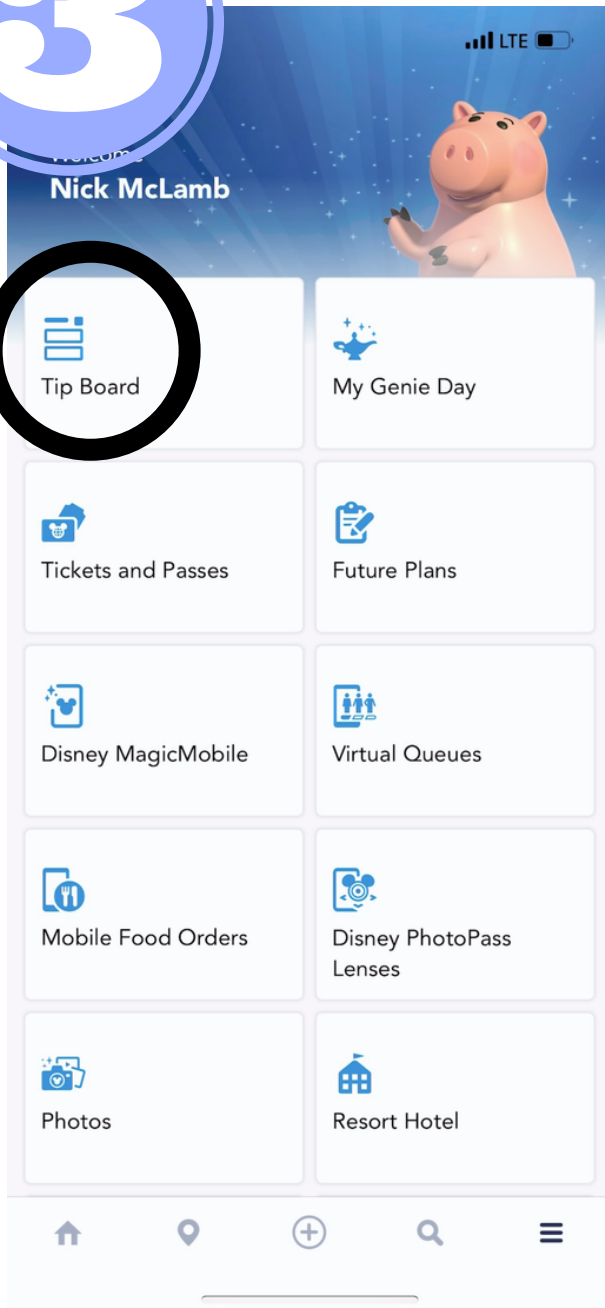 3
LTE
Welcome
Nick McLamb
Tip Board
My Genie Day
Tickets and Passes
Future Plans
Disney MagicMobile
Virtual Queues
Mobile Food Orders
Disney PhotoPass
Lenses
Photos
Resort Hotel